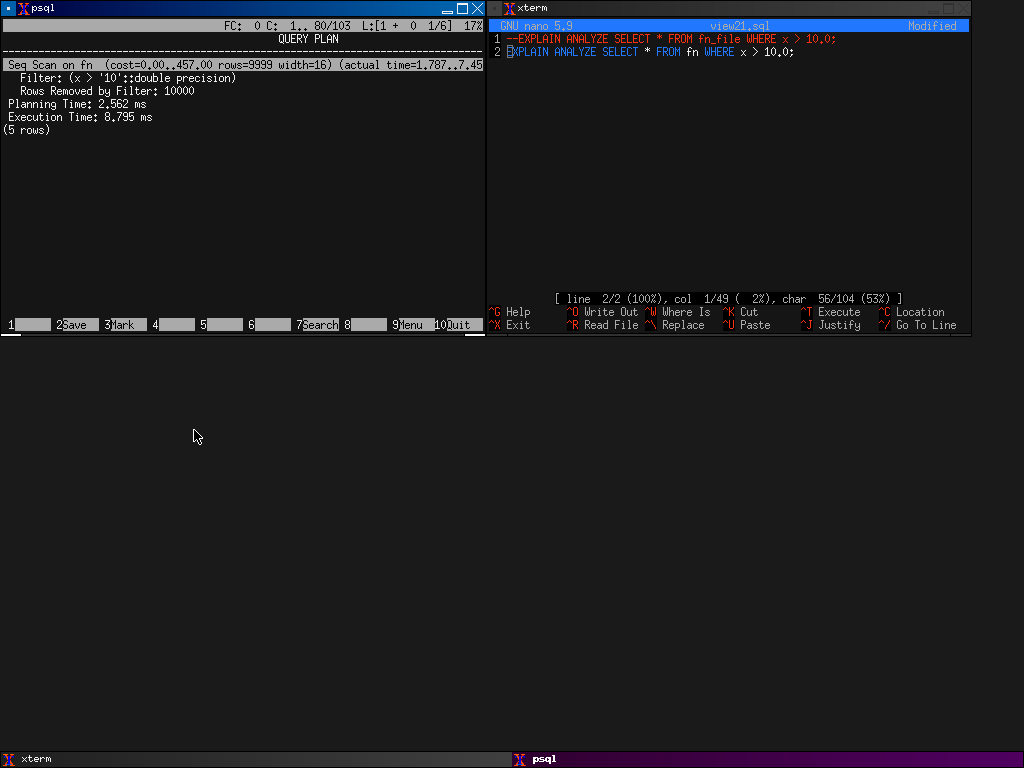 psql
FC:  0 C:  1.. 80/103  L:[1 +  0  1/6]  17%
QUERY PLAN
Seq Scan on fn  (cost=0.00..457.00 rows=9999 width=16) (actual time=1.787..7.45
Filter: (x > '10'::double precision)
Rows Removed by Filter: 10000
Planning Time: 2.562 ms
Execution Time: 8.795 ms
(5 rows)
1 2Save 3Mark 4 5 6 7Search 8 9Menu 10Quit
xterm
GNU nano 5.9 view21.sql Modified
1 --EXPLAIN ANALYZE SELECT * FROM fn_file WHERE x > 10.0;
2 EXPLAIN ANALYZE SELECT * FROM fn WHERE x > 10.0;
[ line  2/2 (100%), col  1/49 (  2%), char  56/104 (53%) ]
^G Help ^O Write Out ^W Where Is ^K Cut ^T Execute ^C Location
^X Exit ^R Read File ^\ Replace ^U Paste ^J Justify ^/ Go To Line
xterm
psql